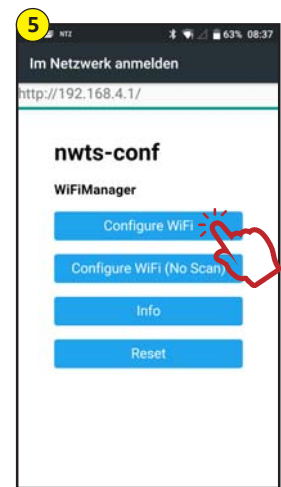 5
NTZ 63% 08:37
Im Netzwerk anmelden
http://192.168.4.1/
nwts-conf
WiFiManager
Configure WiFi
Configure WiFi (No Scan)
Info
Reset